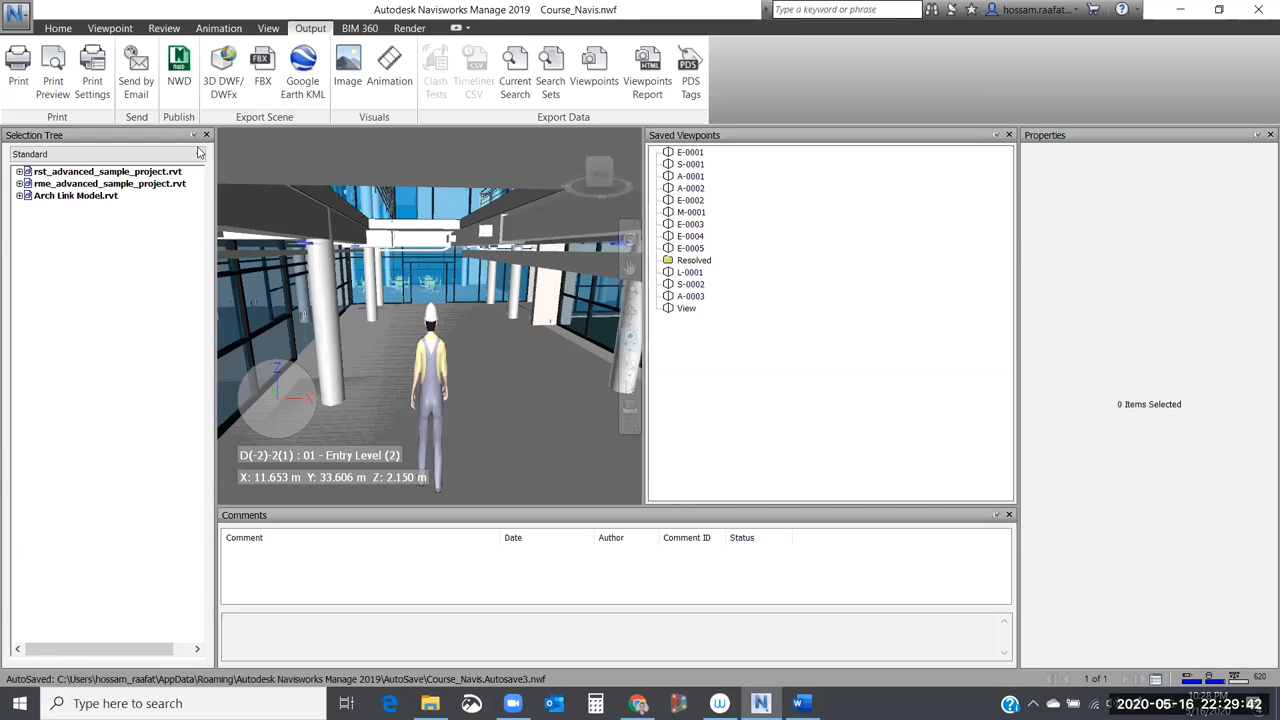 Autodesk Navisworks Manage 2019 Course_Navis.nwf
Type a keyword or phrase
hossam.raafat...
Home Viewpoint Review Animation View Output BIM 360 Render
Print Print Preview Print Settings Send by Email NWD 3D DWF/ DWFx FBX Google Earth KML Image Animation Clash Tests Timeliner CSV Current Search Search Sets Viewpoints Viewpoints Report PDS Tags
Print Send Publish Export Scene Visuals Export Data
Selection Tree
Standard
rst_advanced_sample_project.rvt
rme_advanced_sample_project.rvt
Arch Link Model.rvt
Z
X
D(-2)-2(1) : 01 - Entry Level (2)
X: 11.653 m Y: 33.606 m Z: 2.150 m
Saved Viewpoints
E-0001
S-0001
A-0001
A-0002
E-0002
M-0001
E-0003
E-0004
E-0005
Resolved
L-0001
S-0002
A-0003
View
Properties
0 Items Selected
Comments
Comment Date Author Comment ID Status
AutoSaved: C:\Users\hossam_raafat\AppData\Roaming\Autodesk Navisworks Manage 2019\AutoSave\Course_Navis.Autosave3.nwf
1 of 1
620
Type here to search
10:28 PM
2020-05-16 22:29:42